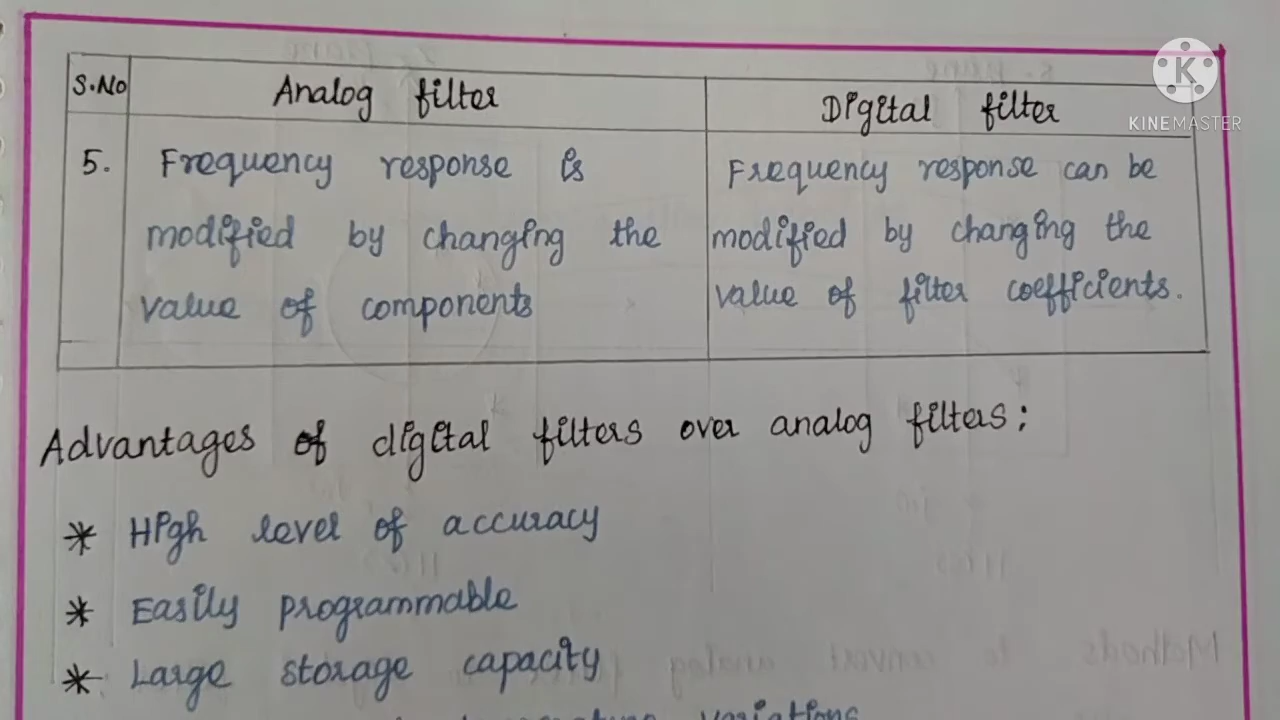 S.No Analog filter Digital filter
5. Frequency response is
modified by changing the
value of components
Frequency response can be
modified by changing the
value of filter coefficients.
Advantages of digital filters over analog filters:
* High level of accuracy
* Easily programmable
* Large storage capacity
variations
K
KINEMASTER